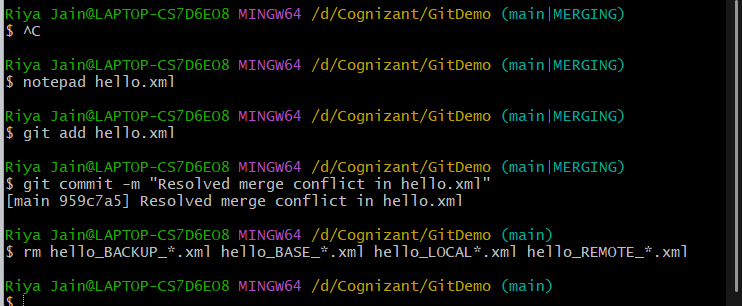 Riya Jain@LAPTOP-CS7D6EO8 MINGW64 /d/Cognizant/GitDemo (main|MERGING)
$ ^C
Riya Jain@LAPTOP-CS7D6EO8 MINGW64 /d/Cognizant/GitDemo (main|MERGING)
$ notepad hello.xml
Riya Jain@LAPTOP-CS7D6EO8 MINGW64 /d/Cognizant/GitDemo (main|MERGING)
$ git add hello.xml
Riya Jain@LAPTOP-CS7D6EO8 MINGW64 /d/Cognizant/GitDemo (main|MERGING)
$ git commit -m "Resolved merge conflict in hello.xml"
[main 959c7a5] Resolved merge conflict in hello.xml
Riya Jain@LAPTOP-CS7D6EO8 MINGW64 /d/Cognizant/GitDemo (main)
$ rm hello_BACKUP_*.xml hello_BASE_*.xml hello_LOCAL*.xml hello_REMOTE_*.xml
Riya Jain@LAPTOP-CS7D6EO8 MINGW64 /d/Cognizant/GitDemo (main)
$